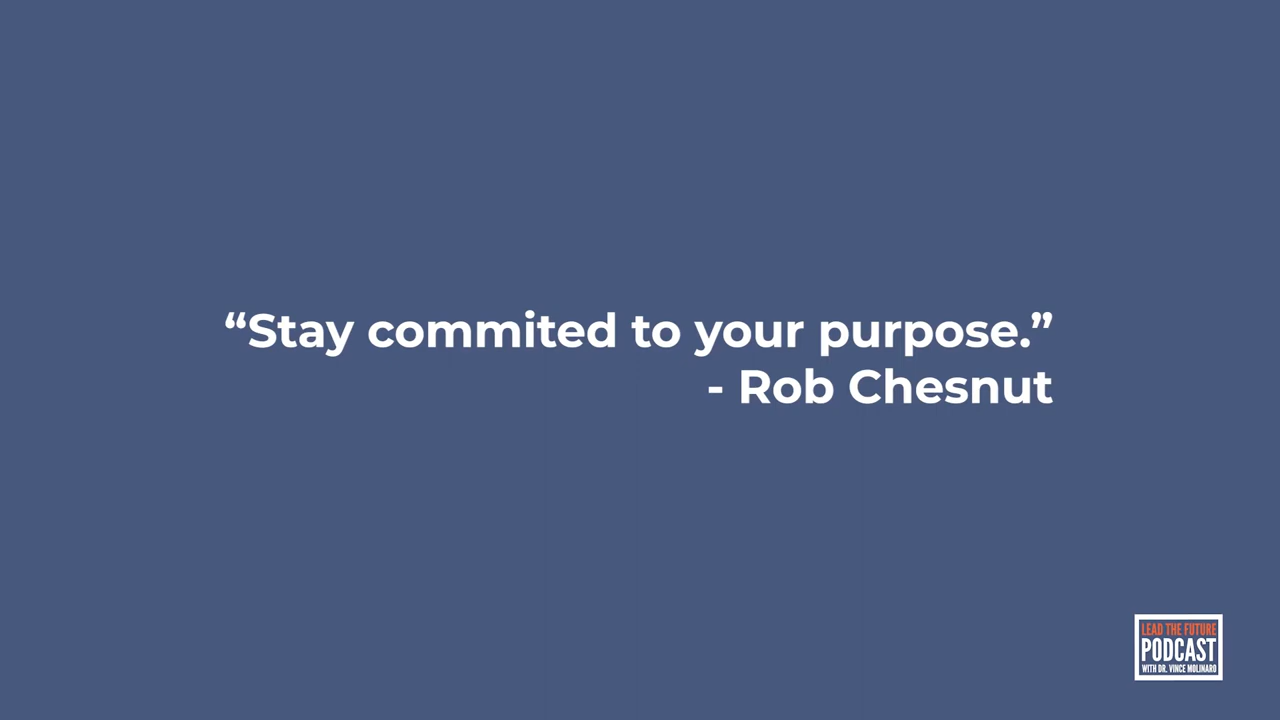 “Stay commited to your purpose.”
- Rob Chesnut
LEAD THE FUTURE
PODCAST
WITH DR. VINCE MOLINARO